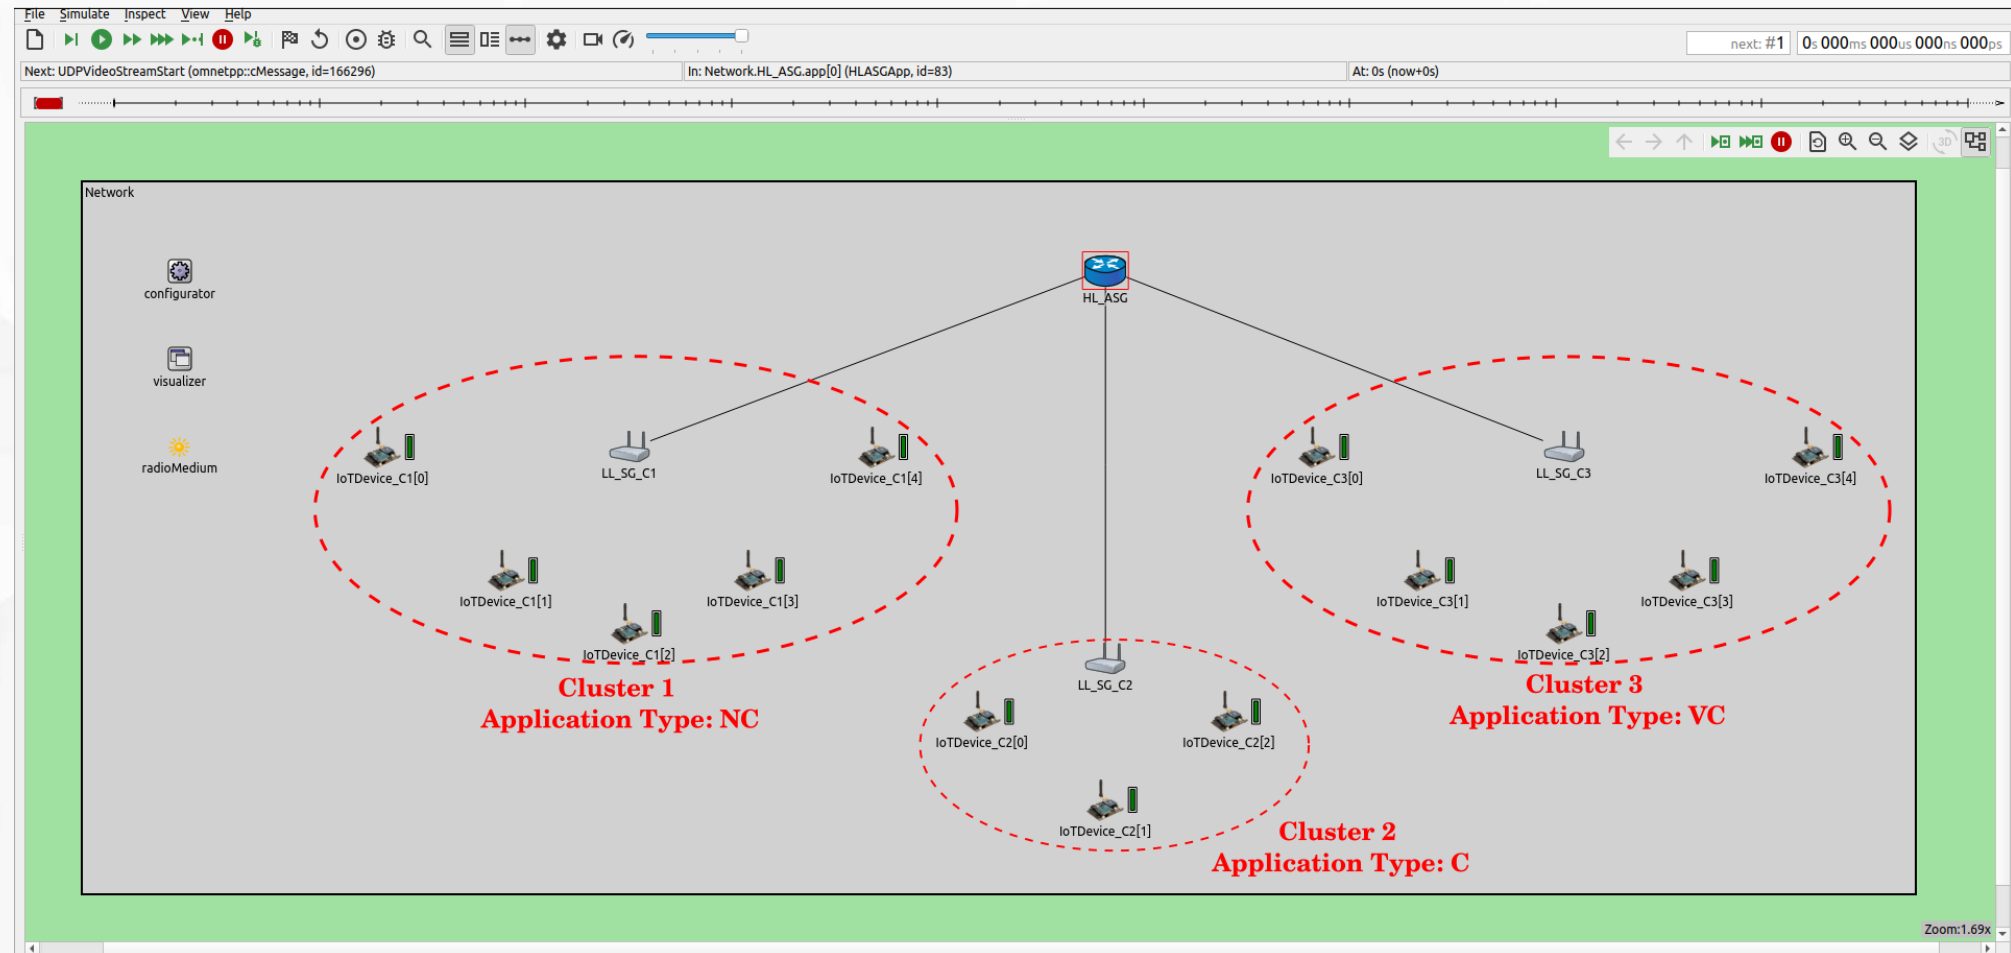 File Simulate Inspect View Help
next: #1 0s 000ms 000us 000ns 000ps
Next: UDPVideoStreamStart (omnetpp::cMessage, id=166296) In: Network.HL_ASG.app[0] (HLASGApp, id=83) At: 0s (now+0s)
3D
Network
configurator
HL_ASG
visualizer
radioMedium
IoTDevice_C1[0]
LL_SG_C1
IoTDevice_C1[4]
IoTDevice_C3[0]
LL_SG_C3
IoTDevice_C3[4]
IoTDevice_C1[1]
IoTDevice_C1[3]
IoTDevice_C3[1]
IoTDevice_C3[3]
IoTDevice_C1[2]
IoTDevice_C3[2]
Cluster 1
Application Type: NC
LL_SG_C2
Cluster 3
Application Type: VC
IoTDevice_C2[0]
IoTDevice_C2[2]
IoTDevice_C2[1]
Cluster 2
Application Type: C
Zoom:1.69x